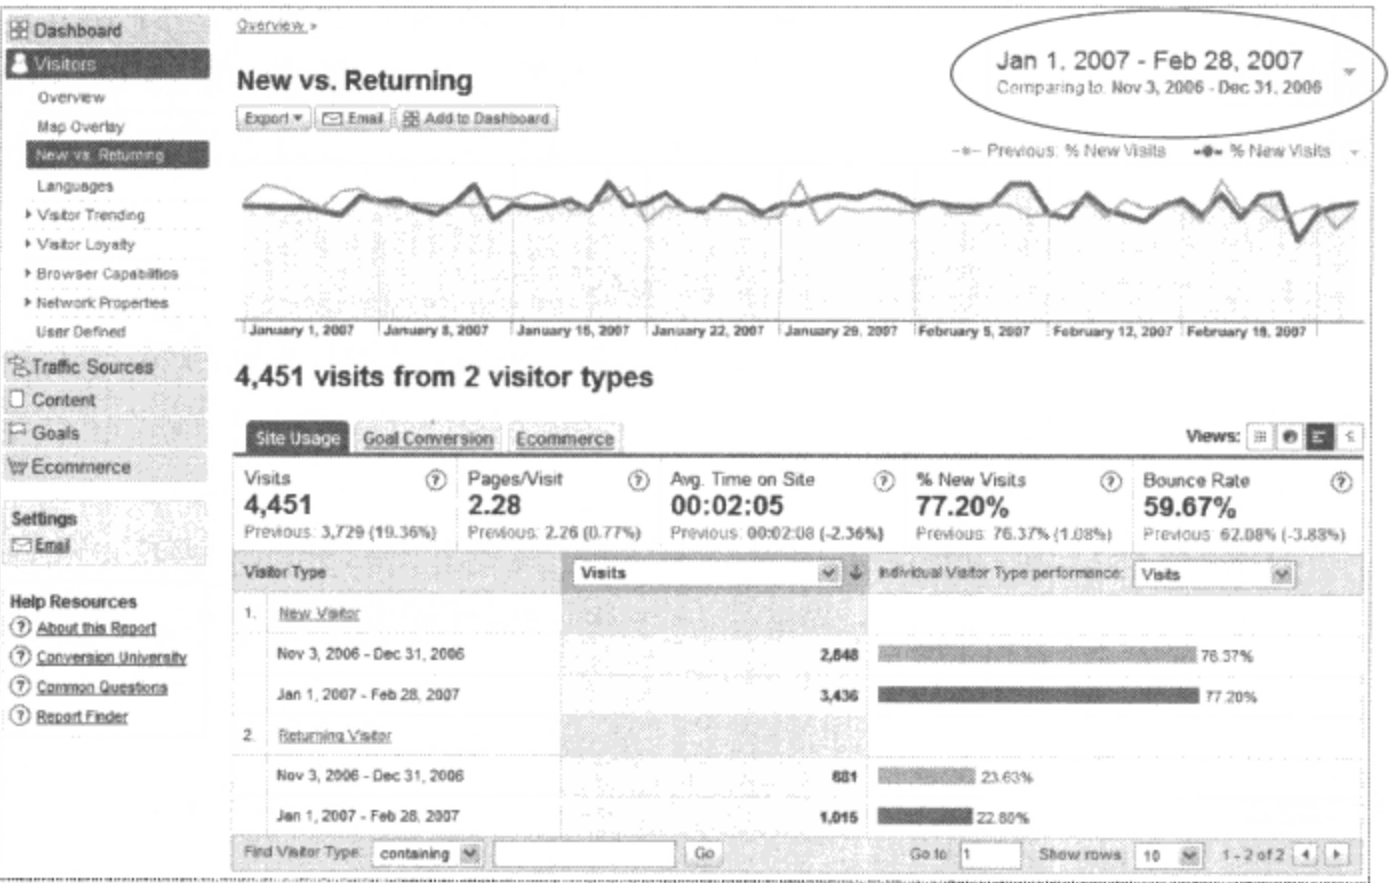 Dashboard
Visitors
Overview
Map Overlay
New vs. Returning
Languages
Visitor Trending
Visitor Loyalty
Browser Capabilities
Network Properties
User Defined
Traffic Sources
Content
Goals
Ecommerce
Settings
Email
Help Resources
About this Report
Conversion University
Common Questions
Report Finder
Overview »
New vs. Returning
Export Email Add to Dashboard
Jan 1, 2007 - Feb 28, 2007
Comparing to: Nov 3, 2006 - Dec 31, 2006
Previous: % New Visits % New Visits
January 1, 2007 January 8, 2007 January 15, 2007 January 22, 2007 January 29, 2007 February 5, 2007 February 12, 2007 February 19, 2007
4,451 visits from 2 visitor types
Site Usage Goal Conversion Ecommerce Views:
Visits Pages/Visit Avg. Time on Site % New Visits Bounce Rate
4,451 2.28 00:02:05 77.20% 59.67%
Previous: 3,729 (19.36%) Previous: 2.26 (0.77%) Previous: 00:02:08 (-2.36%) Previous: 76.37% (1.08%) Previous: 62.08% (-3.88%)
Visitor Type Visits Individual Visitor Type performance: Visits
1. New Visitor
Nov 3, 2006 - Dec 31, 2006 2,848 76.37%
Jan 1, 2007 - Feb 28, 2007 3,436 77.20%
2. Returning Visitor
Nov 3, 2006 - Dec 31, 2006 681 23.63%
Jan 1, 2007 - Feb 28, 2007 1,015 22.80%
Find Visitor Type: containing Go Go to: 1 Show rows: 10 1 - 2 of 2